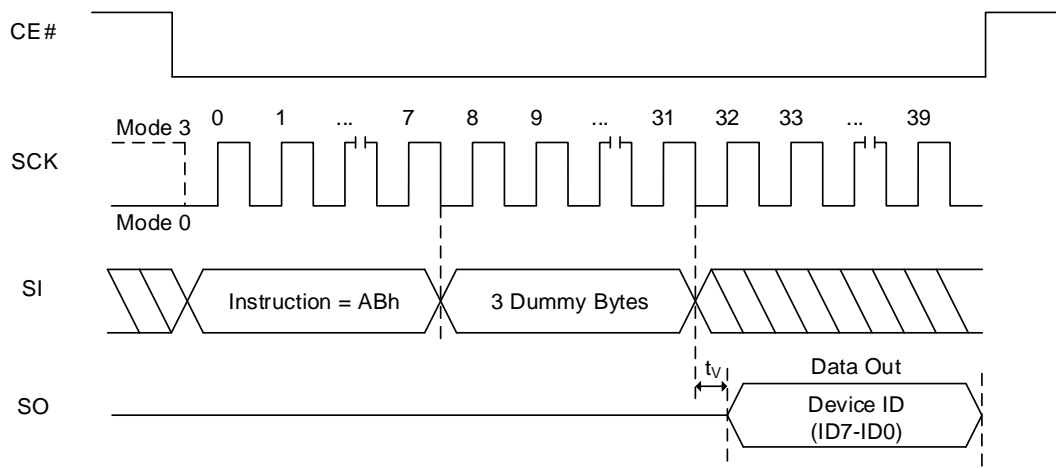 CE#
0 1 ... 7 8 9 ... 31 32 33 ... 39
Mode 3
SCK
Mode 0
SI
Instruction = ABh
3 Dummy Bytes
tV
Data Out
SO
Device ID
(ID7-ID0)